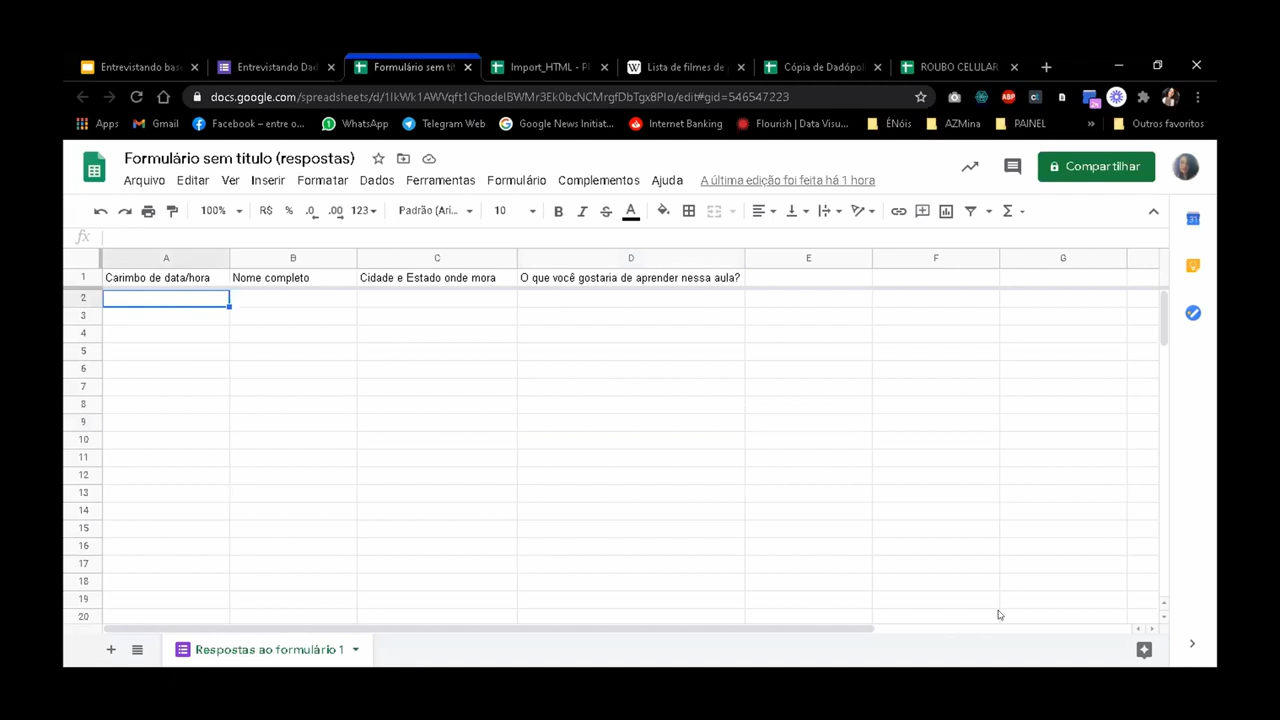 Entrevistando bas
Entrevistando Dad
Formulário sem tít
Import_HTML - Pl
Lista de filmes de
Cópia de Dadópol
ROUBO CELULAR
docs.google.com/spreadsheets/d/
/edit#gid=546547223
Apps
Gmail
Facebook – entre o...
WhatsApp
Telegram Web
Google News Initiat...
Internet Banking
Flourish | Data Visu...
ÉNóis
AZMina
PAINEL
»
Outros favoritos
Formulário sem título (respostas)
Arquivo Editar Ver Inserir Formatar Dados Ferramentas Formulário Complementos Ajuda A última edição foi feita há 1 hora
Compartilhar
100% R$ % .0 .00 123 Padrão (Ari... 10 B I S A Σ
fx
A B C D E F G
1 Carimbo de data/hora Nome completo Cidade e Estado onde mora O que você gostaria de aprender nessa aula?
2
3
4
5
6
7
8
9
10
11
12
13
14
15
16
17
18
19
20
Respostas ao formulário 1